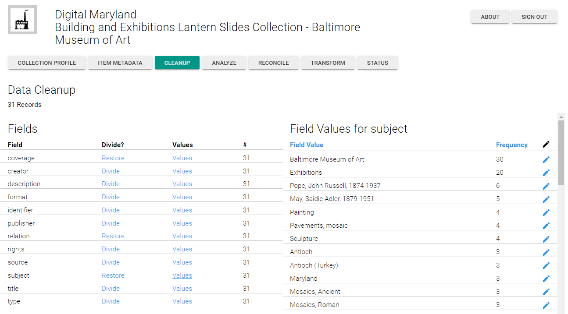 Digital Maryland
Building and Exhibitions Lantern Slides Collection - Baltimore
Museum of Art
ABOUT SIGN OUT
COLLECTION PROFILE ITEM METADATA CLEANUP ANALYZE RECONCILE TRANSFORM STATUS
Data Cleanup
31 Records
Fields
Field Divide? Values #
coverage Restore Values 31
creator Divide Values 31
description Divide Values 31
format Divide Values 31
identifier Divide Values 31
publisher Divide Values 31
relation Restore Values 31
rights Divide Values 31
source Divide Values 31
subject Restore Values 31
title Divide Values 31
type Divide Values 31
Field Values for subject
Field Value Frequency
Baltimore Museum of Art 30
Exhibitions 20
Pope, John Russell, 1874-1937 6
May, Saidie Adler, 1879-1951 5
Painting 4
Pavements, mosaic 4
Sculpture 4
Antioch 3
Antioch (Turkey) 3
Maryland 3
Mosaics, Ancient 3
Mosaics, Roman 3